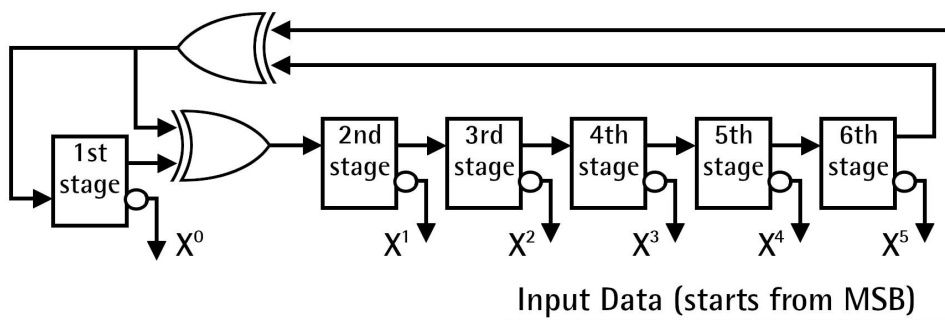 1st
stage
2nd
stage
3rd
stage
4th
stage
5th
stage
6th
stage
X⁰
X¹
X²
X³
X⁴
X⁵
Input Data (starts from MSB)